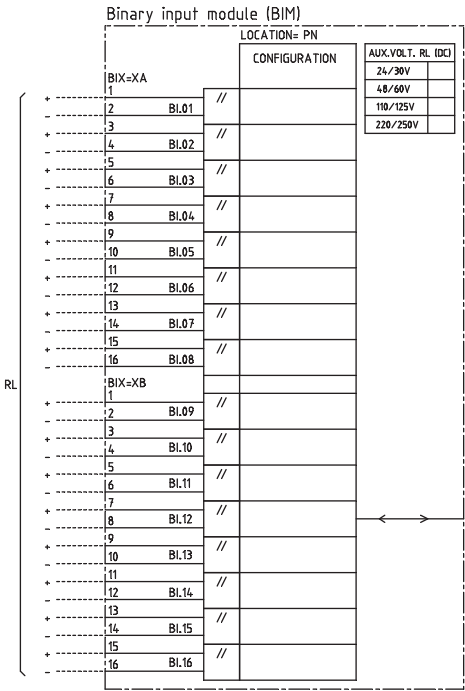 Binary input module (BIM)
LOCATION= PN
CONFIGURATION
AUX.VOLT. RL (DC)
24/30V
48/60V
110/125V
220/250V
BIX=XA
+ 1 //
- 2 BI.01
+ 3 //
- 4 BI.02
+ 5 //
- 6 BI.03
+ 7 //
- 8 BI.04
+ 9 //
- 10 BI.05
+ 11 //
- 12 BI.06
+ 13 //
- 14 BI.07
+ 15 //
- 16 BI.08
RL
BIX=XB
+ 1 //
- 2 BI.09
+ 3 //
- 4 BI.10
+ 5 //
- 6 BI.11
+ 7 //
- 8 BI.12
+ 9 //
- 10 BI.13
+ 11 //
- 12 BI.14
+ 13 //
- 14 BI.15
+ 15 //
- 16 BI.16